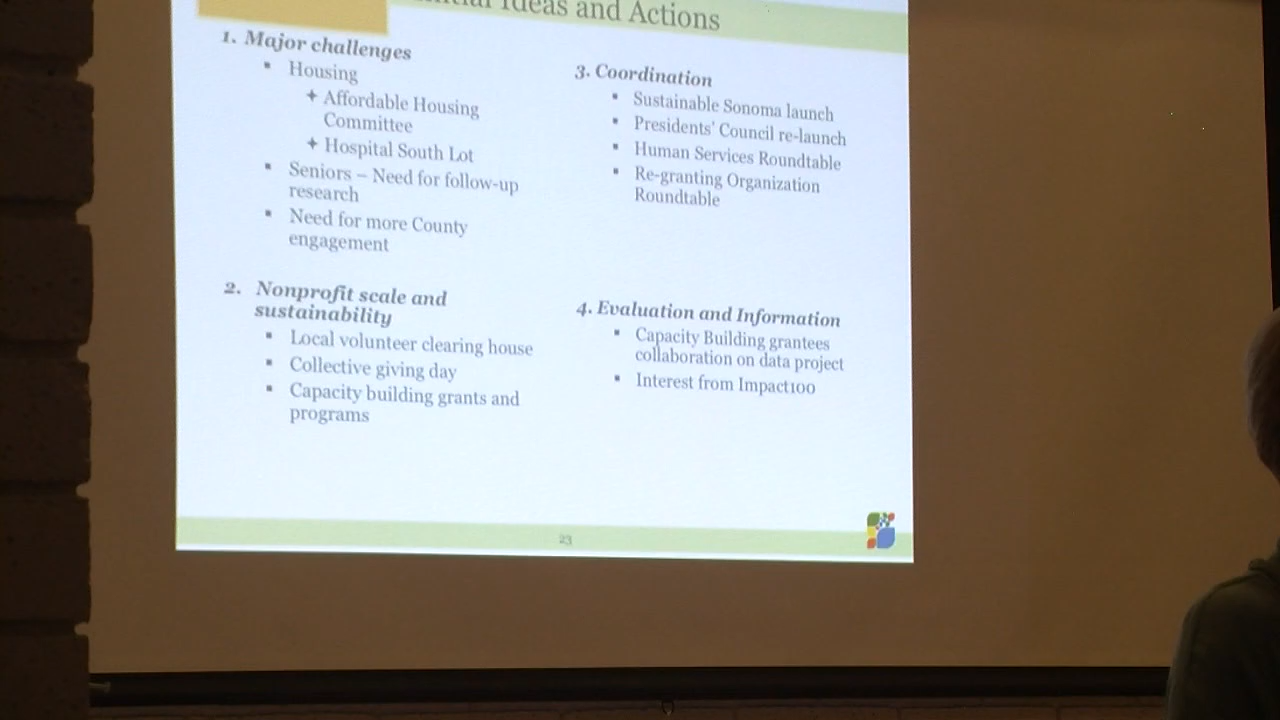 Ideas and Actions
1. Major challenges
▪ Housing
+ Affordable Housing
Committee
+ Hospital South Lot
▪ Seniors – Need for follow-up
research
▪ Need for more County
engagement
2. Nonprofit scale and
sustainability
▪ Local volunteer clearing house
▪ Collective giving day
▪ Capacity building grants and
programs
3. Coordination
▪ Sustainable Sonoma launch
▪ Presidents' Council re-launch
▪ Human Services Roundtable
▪ Re-granting Organization
Roundtable
4. Evaluation and Information
▪ Capacity Building grantees
collaboration on data project
▪ Interest from Impact100
23